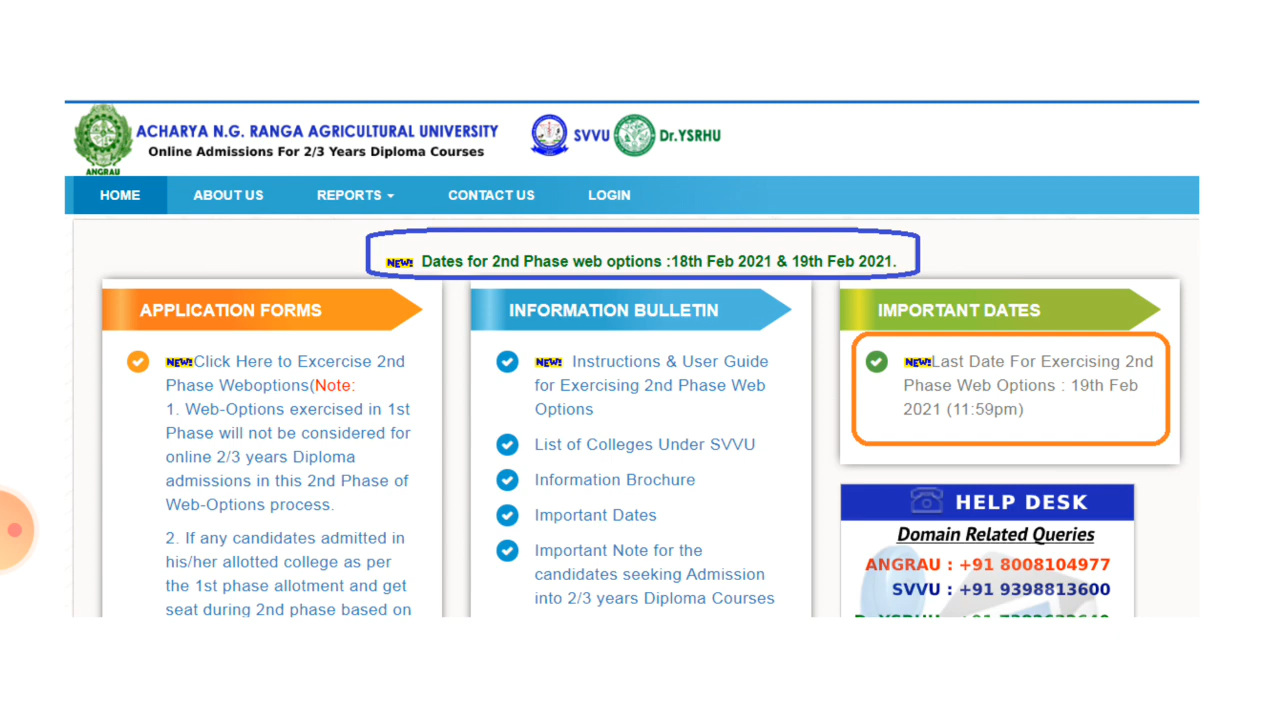 ACHARYA N.G. RANGA AGRICULTURAL UNIVERSITY
Online Admissions For 2/3 Years Diploma Courses
ANGRAU
SVVU
Dr.YSRHU
HOME ABOUT US REPORTS CONTACT US LOGIN
NEW! Dates for 2nd Phase web options :18th Feb 2021 & 19th Feb 2021.
APPLICATION FORMS
NEW!Click Here to Excercise 2nd
Phase Weboptions(Note:
1. Web-Options exercised in 1st
Phase will not be considered for
online 2/3 years Diploma
admissions in this 2nd Phase of
Web-Options process.
2. If any candidates admitted in
his/her allotted college as per
the 1st phase allotment and get
seat during 2nd phase based on
INFORMATION BULLETIN
NEW! Instructions & User Guide
for Exercising 2nd Phase Web
Options
List of Colleges Under SVVU
Information Brochure
Important Dates
Important Note for the
candidates seeking Admission
into 2/3 years Diploma Courses
IMPORTANT DATES
NEW!Last Date For Exercising 2nd
Phase Web Options : 19th Feb
2021 (11:59pm)
HELP DESK
Domain Related Queries
ANGRAU : +91 8008104977
SVVU : +91 9398813600